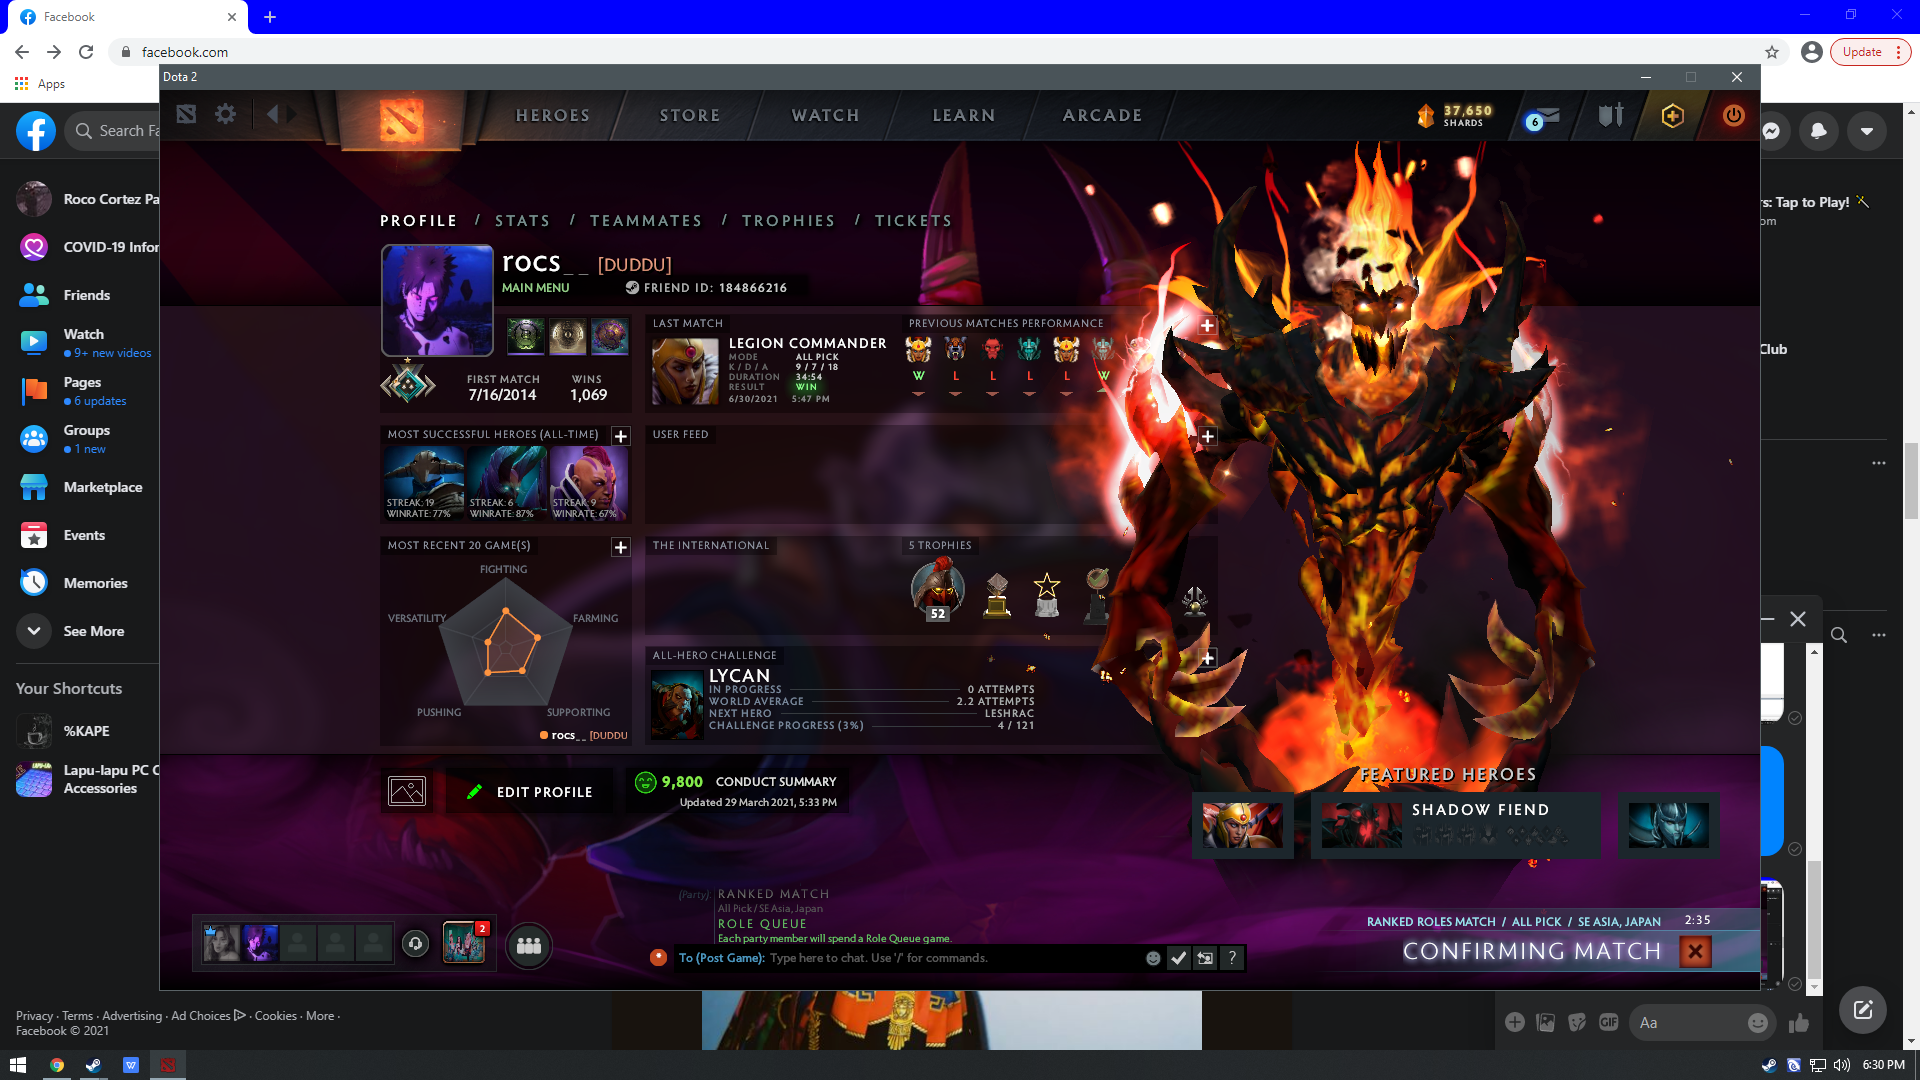 Facebook
facebook.com
Update
Apps
Dota 2
HEROES
STORE
WATCH
LEARN
ARCADE
37,650
SHARDS
6
Search Fa
Roco Cortez Pa
COVID-19 Infor
Friends
Watch
9+ new videos
Pages
6 updates
Groups
1 new
Marketplace
Events
Memories
See More
Your Shortcuts
%KAPE
Lapu-lapu PC C
Accessories
Privacy · Terms · Advertising · Ad Choices · Cookies · More ·
Facebook © 2021
PROFILE / STATS / TEAMMATES / TROPHIES / TICKETS
rocs__ [DUDDU]
MAIN MENU
FRIEND ID: 184866216
FIRST MATCH
7/16/2014
WINS
1,069
LAST MATCH
LEGION COMMANDER
MODE ALL PICK
K / D / A 9 / 7 / 18
DURATION 34:54
RESULT WIN
6/30/2021 5:47 PM
PREVIOUS MATCHES PERFORMANCE
W L L L L W
MOST SUCCESSFUL HEROES (ALL-TIME)
STREAK: 19
WINRATE: 77%
STREAK: 6
WINRATE: 87%
STREAK: 9
WINRATE: 67%
USER FEED
MOST RECENT 20 GAME(S)
FIGHTING
VERSATILITY
FARMING
PUSHING
SUPPORTING
rocs__ [DUDDU
THE INTERNATIONAL
5 TROPHIES
52
ALL-HERO CHALLENGE
LYCAN
IN PROGRESS 0 ATTEMPTS
WORLD AVERAGE 2.2 ATTEMPTS
NEXT HERO LESHRAC
CHALLENGE PROGRESS (3%) 4 / 121
EDIT PROFILE
9,800 CONDUCT SUMMARY
Updated 29 March 2021, 5:33 PM
FEATURED HEROES
SHADOW FIEND
(Party): RANKED MATCH
All Pick / SE Asia, Japan
ROLE QUEUE
Each party member will spend a Role Queue game.
2
To (Post Game): Type here to chat. Use '/' for commands.
?
RANKED ROLES MATCH / ALL PICK / SE ASIA, JAPAN 2:35
CONFIRMING MATCH
rs: Tap to Play!
om
Club
GIF
Aa
6:30 PM